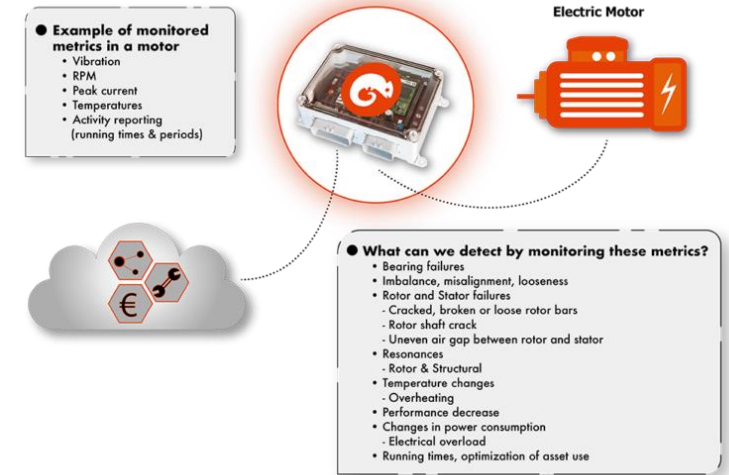 ● Example of monitored
metrics in a motor
• Vibration
• RPM
• Peak current
• Temperatures
• Activity reporting
(running times & periods)
Electric Motor
€
● What can we detect by monitoring these metrics?
• Bearing failures
• Imbalance, misalignment, looseness
• Rotor and Stator failures
- Cracked, broken or loose rotor bars
- Rotor shaft crack
- Uneven air gap between rotor and stator
• Resonances
- Rotor & Structural
• Temperature changes
- Overheating
• Performance decrease
• Changes in power consumption
- Electrical overload
• Running times, optimization of asset use